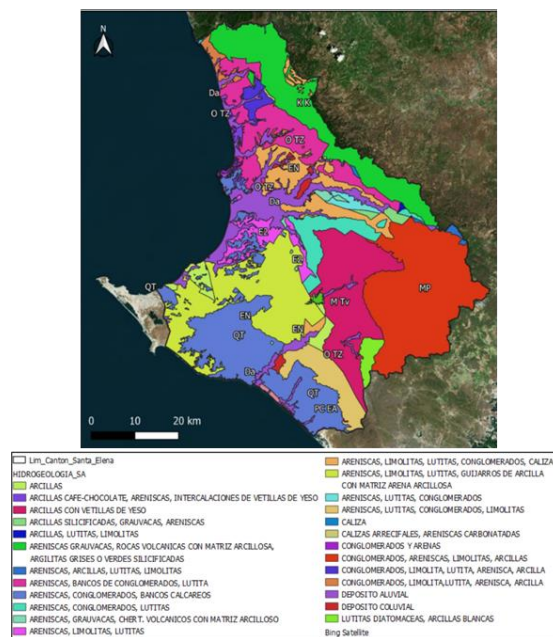 N
Da
O TZ
K K
O TZ
EN
O TZ
Da
EN
EN
QT
M Tv
MP
EN
QT
EN
O TZ
Da
QT
PC EA
0 10 20 km
Lim_Canton_Santa_Elena
HIDROGEOLOGIA_SA
ARCILLAS
ARCILLAS CAFE-CHOCOLATE, ARENISCAS, INTERCALACIONES DE VETILLAS DE YESO
ARCILLAS CON VETILLAS DE YESO
ARCILLAS SILICIFICADAS, GRAUVACAS, ARENISCAS
ARCILLAS, LUTITAS, LIMOLITAS
ARENISCAS GRAUVACAS, ROCAS VOLCANICAS CON MATRIZ ARCILLOSA,
ARGILITAS GRISES O VERDES SILICIFICADAS
ARENISCAS, ARCILLAS, LUTITAS, LIMOLITAS
ARENISCAS, BANCOS DE CONGLOMERADOS, LUTITA
ARENISCAS, CONGLOMERADOS, BANCOS CALCAREOS
ARENISCAS, CONGLOMERADOS, LUTITAS
ARENISCAS, GRAUVACAS, CHERT. VOLCANICOS CON MATRIZ ARCILLOSO
ARENISCAS, LIMOLITAS, LUTITAS
ARENISCAS, LIMOLITAS, LUTITAS, CONGLOMERADOS, CALIZA
ARENISCAS, LIMOLITAS, LUTITAS, GUIJARROS DE ARCILLA
CON MATRIZ ARENA ARCILLOSA
ARENISCAS, LUTITAS, CONGLOMERADOS
ARENISCAS, LUTITAS, CONGLOMERADOS, LIMOLITAS
CALIZA
CALIZAS ARRECIFALES, ARENISCAS CARBONATADAS
CONGLOMERADOS Y ARENAS
CONGLOMERADOS, ARENISCAS, LIMOLITAS, ARCILLAS
CONGLOMERADOS, LIMOLITA, LUTITA, ARENISCA, ARCILLA
CONGLOMERADOS, LIMOLITA,LUTITA, ARENISCA, ARCILLA
DEPOSITO ALUVIAL
DEPOSITO COLUVIAL
LUTITAS DIATOMACEAS, ARCILLAS BLANCAS
Bing Satellite